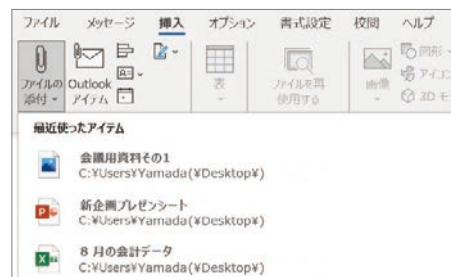 ファイル メッセージ 挿入 オプション 書式設定 校閲 ヘルプ
ファイルの添付 Outlook アイテム 表 ファイルを再使用する 画像 図形 アイコン 3D モ
最近使ったアイテム
会議用資料その1
C:¥Users¥Yamada(¥Desktop¥)
新企画プレゼンシート
C:¥Users¥Yamada(¥Desktop¥)
8 月の会計データ
C:¥Users¥Yamada(¥Desktop¥)